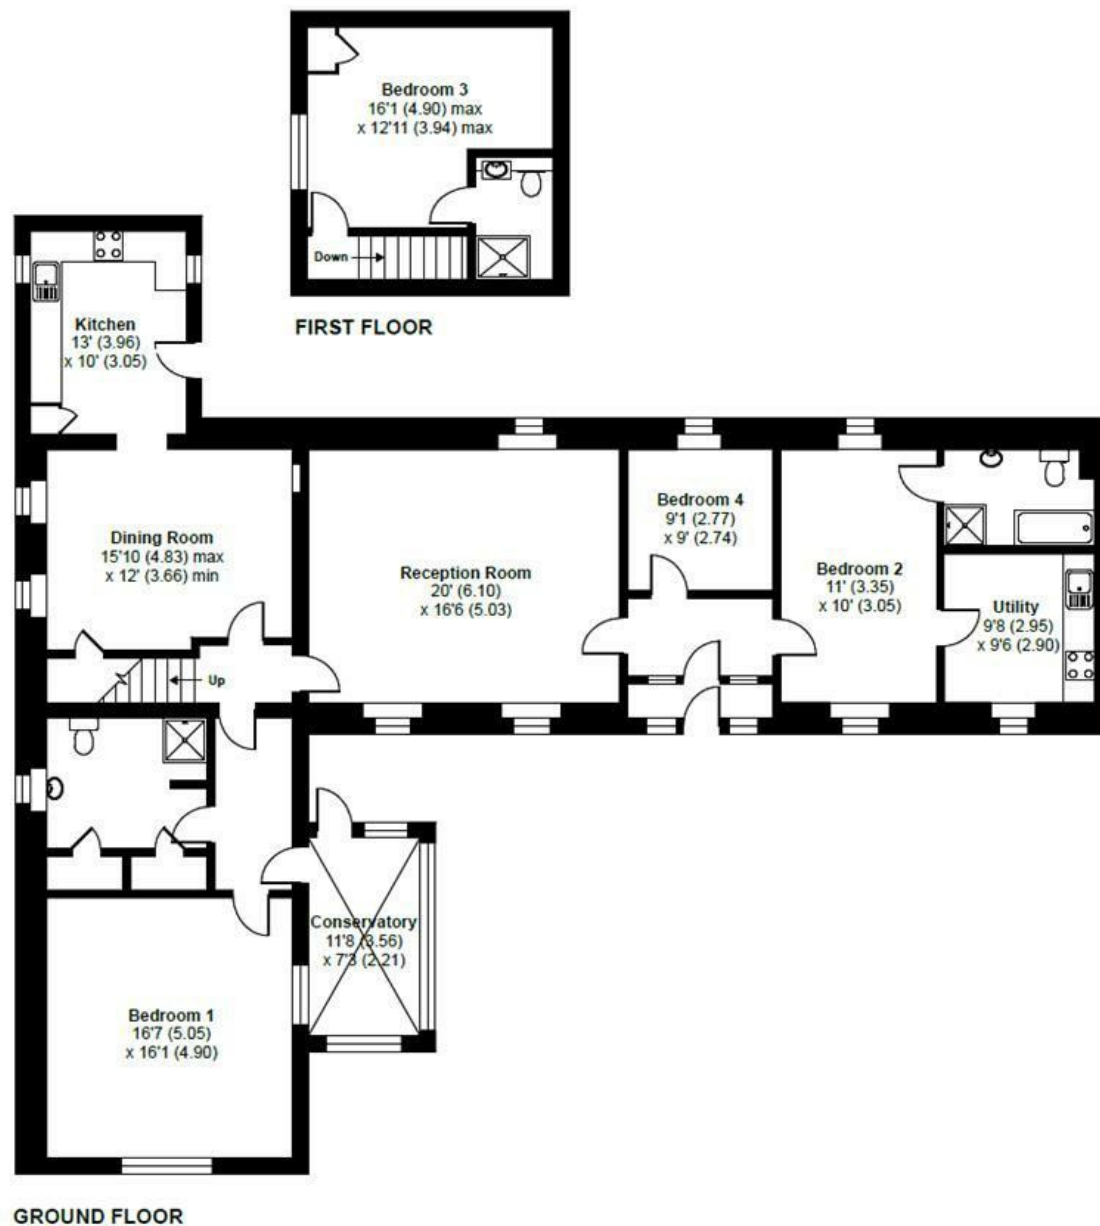 Bedroom 3
16'1 (4.90) max
x 12'11 (3.94) max
Down
FIRST FLOOR
Kitchen
13' (3.96)
x 10' (3.05)
Dining Room
15'10 (4.83) max
x 12' (3.66) min
Up
Reception Room
20' (6.10)
x 16'6 (5.03)
Bedroom 4
9'1 (2.77)
x 9' (2.74)
Bedroom 2
11' (3.35)
x 10' (3.05)
Utility
9'8 (2.95)
x 9'6 (2.90)
Conservatory
11'8 (3.56)
x 7'3 (2.21)
Bedroom 1
16'7 (5.05)
x 16'1 (4.90)
GROUND FLOOR